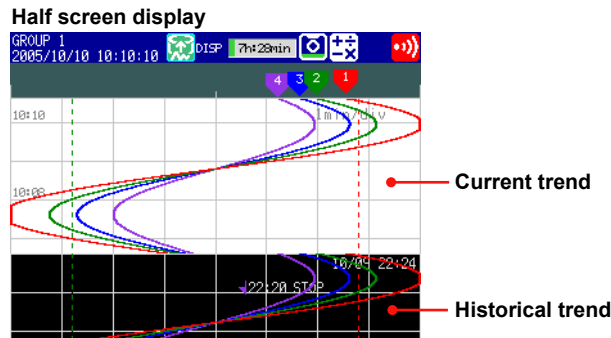 Half screen display
GROUP 1
2005/10/10 10:10:10
DISP
7h:28min
4 3 2 1
10:10
1min/div
10:08
Current trend
10/09 22:24
22:20 STOP
Historical trend